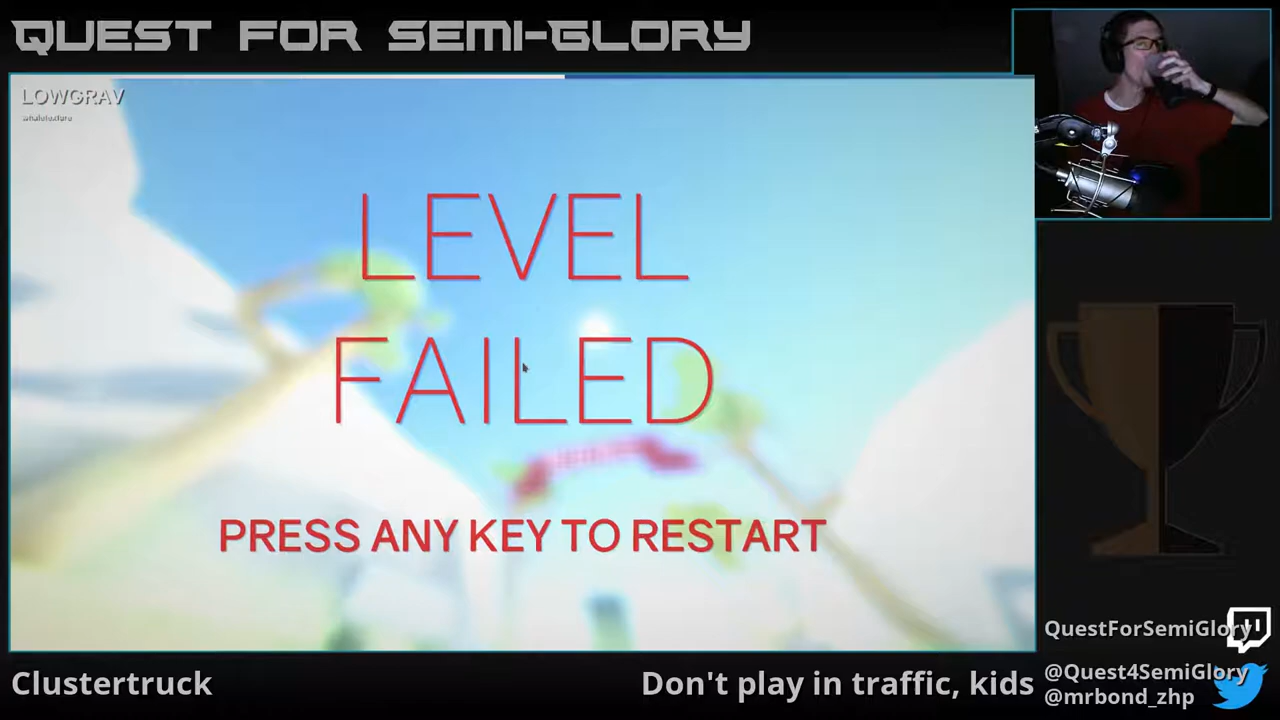 QUEST FOR SEMI-GLORY
LOWGRAV
LEVEL
FAILED
PRESS ANY KEY TO RESTART
QuestForSemiGlory
@Quest4SemiGlory
@mrbond_zhp
Clustertruck
Don't play in traffic, kids